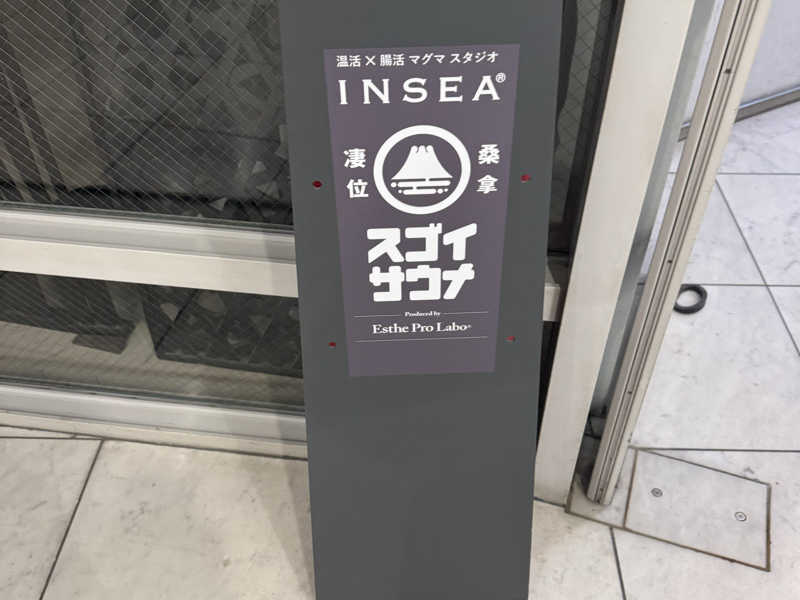 温活×腸活 マグマ スタジオ
INSEA®
凄位
桑拿
スゴイ
サウナ
Produced by
Esthe Pro Labo®